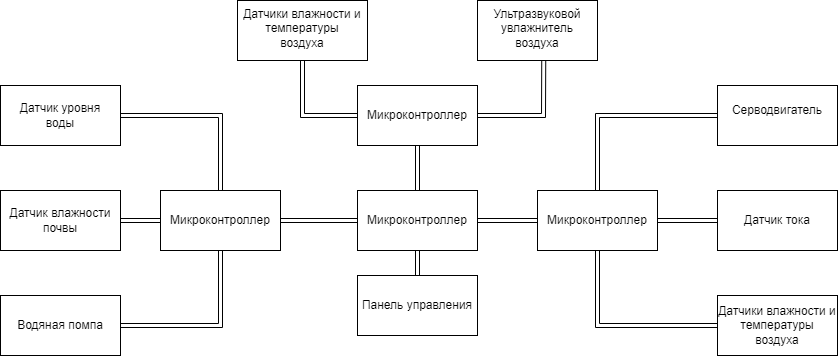 Датчики влажности и
температуры
воздуха
Ультразвуковой
увлажнитель
воздуха
Датчик уровня
воды
Микроконтроллер
Серводвигатель
Датчик влажности
почвы
Микроконтроллер
Микроконтроллер
Микроконтроллер
Датчик тока
Водяная помпа
Панель управления
Датчики влажности и
температуры
воздуха